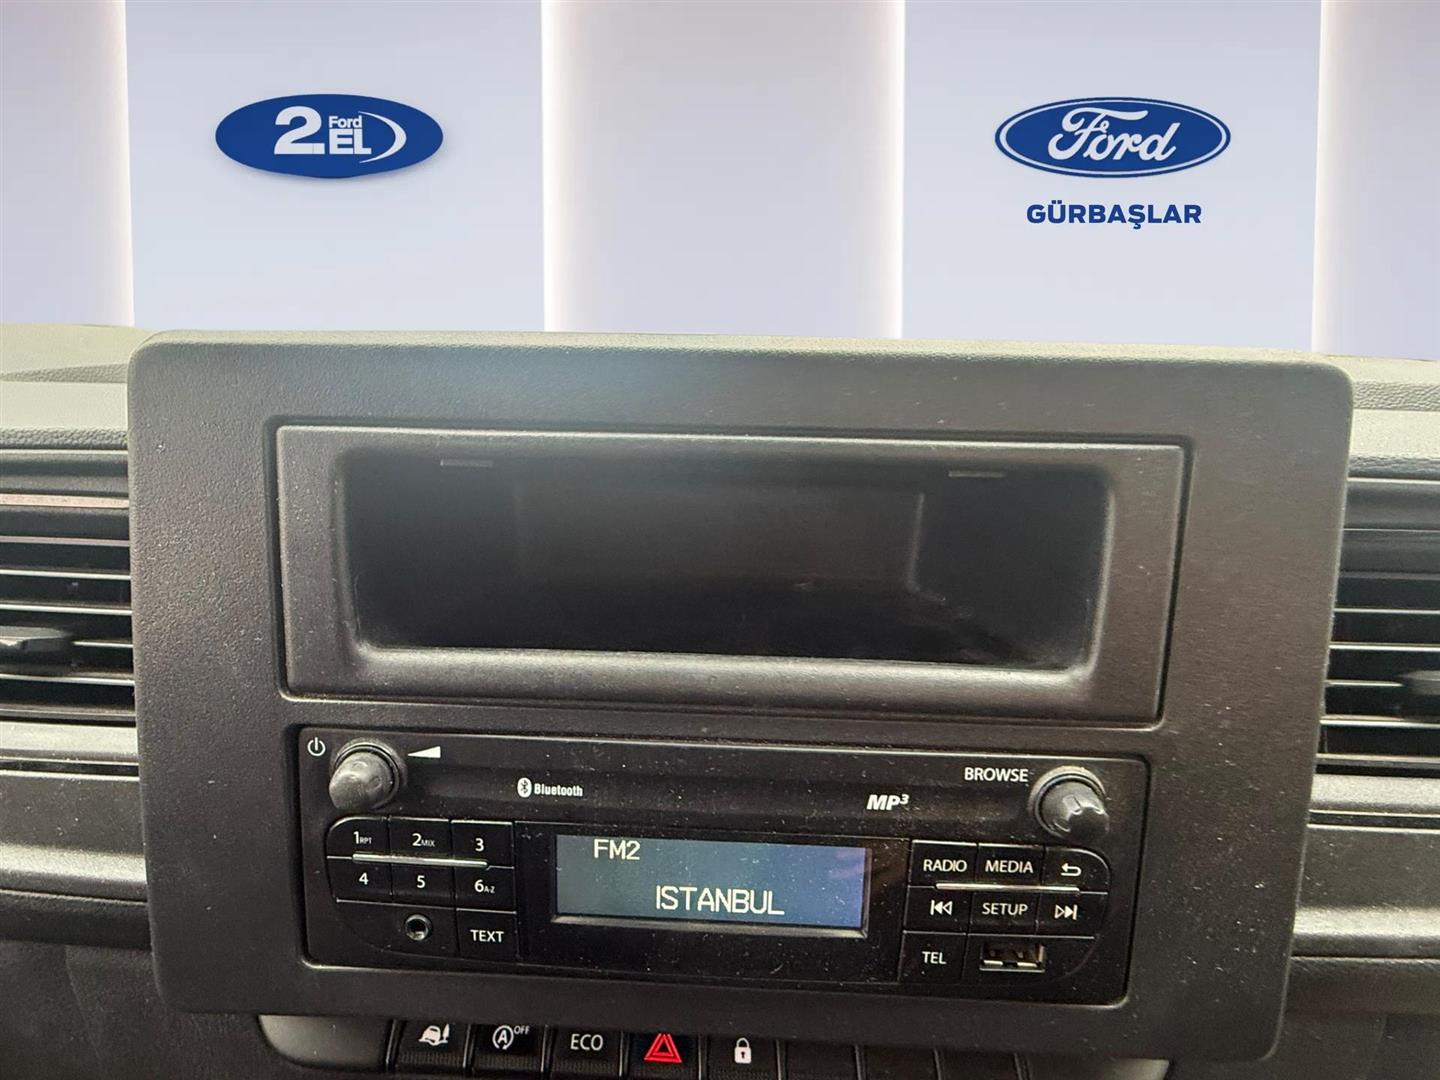 2 Ford EL
Ford
GÜRBAŞLAR
Bluetooth
MP3
BROWSE
1RPT 2MIX 3
4 5 6A-Z
TEXT
FM2
ISTANBUL
RADIO MEDIA
SETUP
TEL
A OFF
ECO